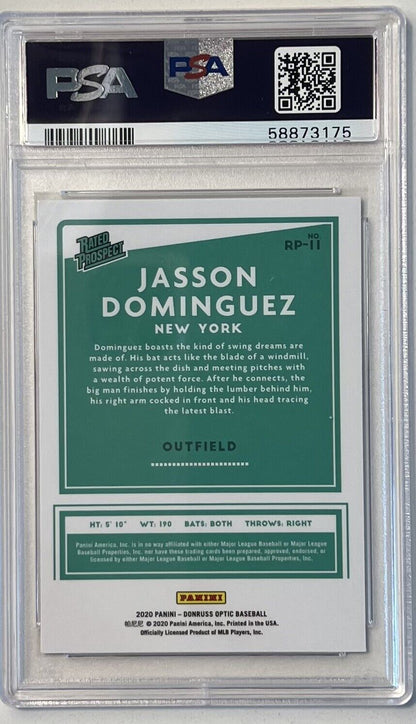 PSA
PSA
58873175
RATED
PROSPECT
NO.
RP-11
JASSON
DOMINGUEZ
NEW YORK
Dominguez boasts the kind of swing dreams are
made of. His bat acts like the blade of a windmill,
sawing across the dish and meeting pitches with
a wealth of potent force. After he connects, the
big man finishes by holding the lumber behind him,
his right arm cocked in front and his head tracing
the latest blast.
OUTFIELD
HT: 5' 10" WT: 190 BATS: BOTH THROWS: RIGHT
Panini America, Inc. is in no way affiliated with either Major League Baseball or Major League
Baseball Properties, Inc. nor have these trading cards been prepared, approved, endorsed, or
licensed by either Major League Baseball or Major League Baseball Properties, Inc.
PANINI
2020 PANINI – DONRUSS OPTIC BASEBALL
帕尼尼 © 2020 Panini America, Inc. Printed in the USA.
Officially Licensed Product of MLB Players, Inc.